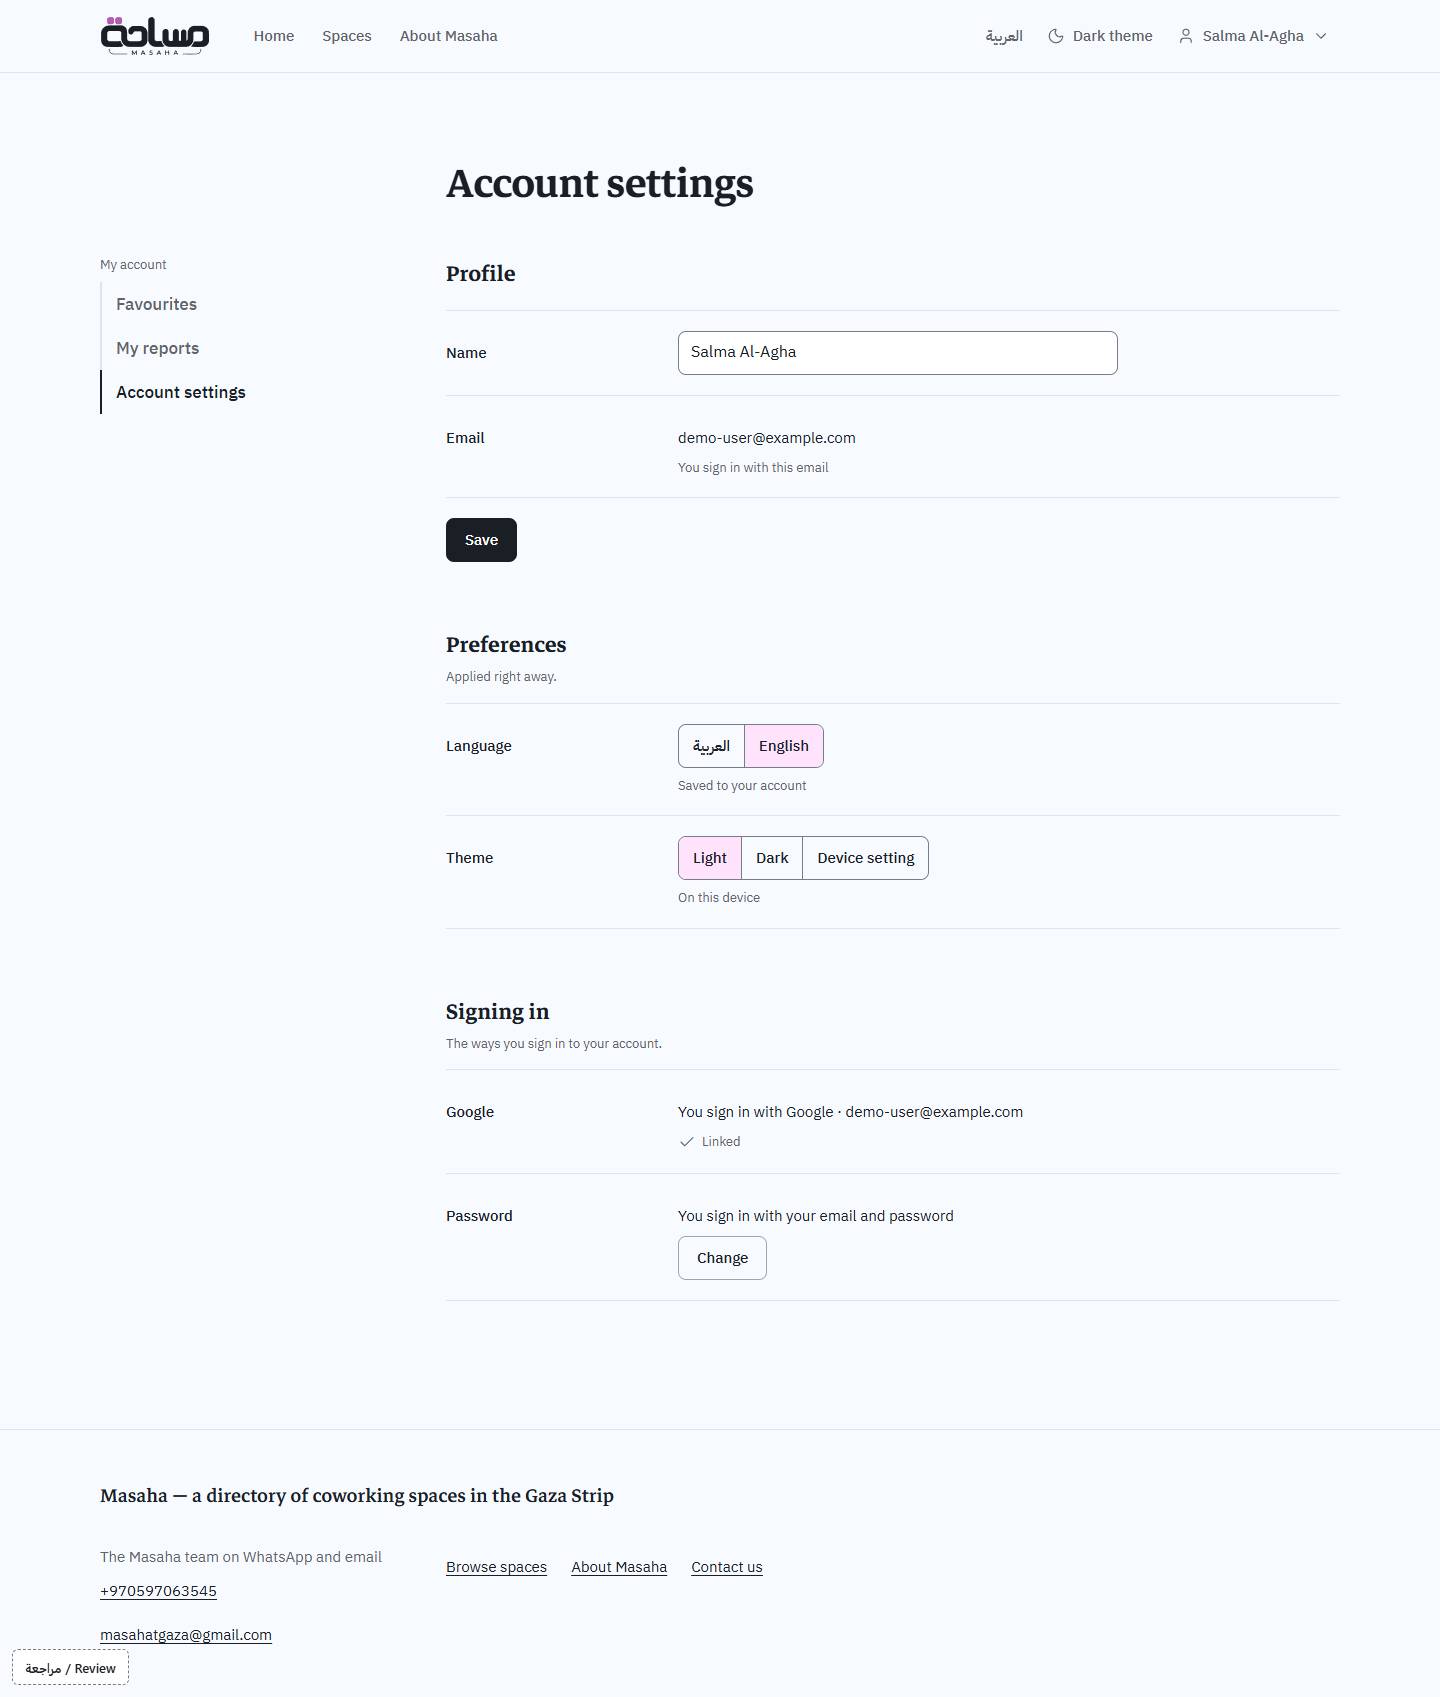 مساحة
MASAHA
Home
Spaces
About Masaha
العربية
Dark theme
Salma Al-Agha
Account settings
My account
Favourites
My reports
Account settings
Profile
Name
Salma Al-Agha
Email
demo-user@example.com
You sign in with this email
Save
Preferences
Applied right away.
Language
العربية
English
Saved to your account
Theme
Light
Dark
Device setting
On this device
Signing in
The ways you sign in to your account.
Google
You sign in with Google · demo-user@example.com
Linked
Password
You sign in with your email and password
Change
Masaha — a directory of coworking spaces in the Gaza Strip
The Masaha team on WhatsApp and email
+970597063545
masahatgaza@gmail.com
Browse spaces
About Masaha
Contact us
مراجعة / Review